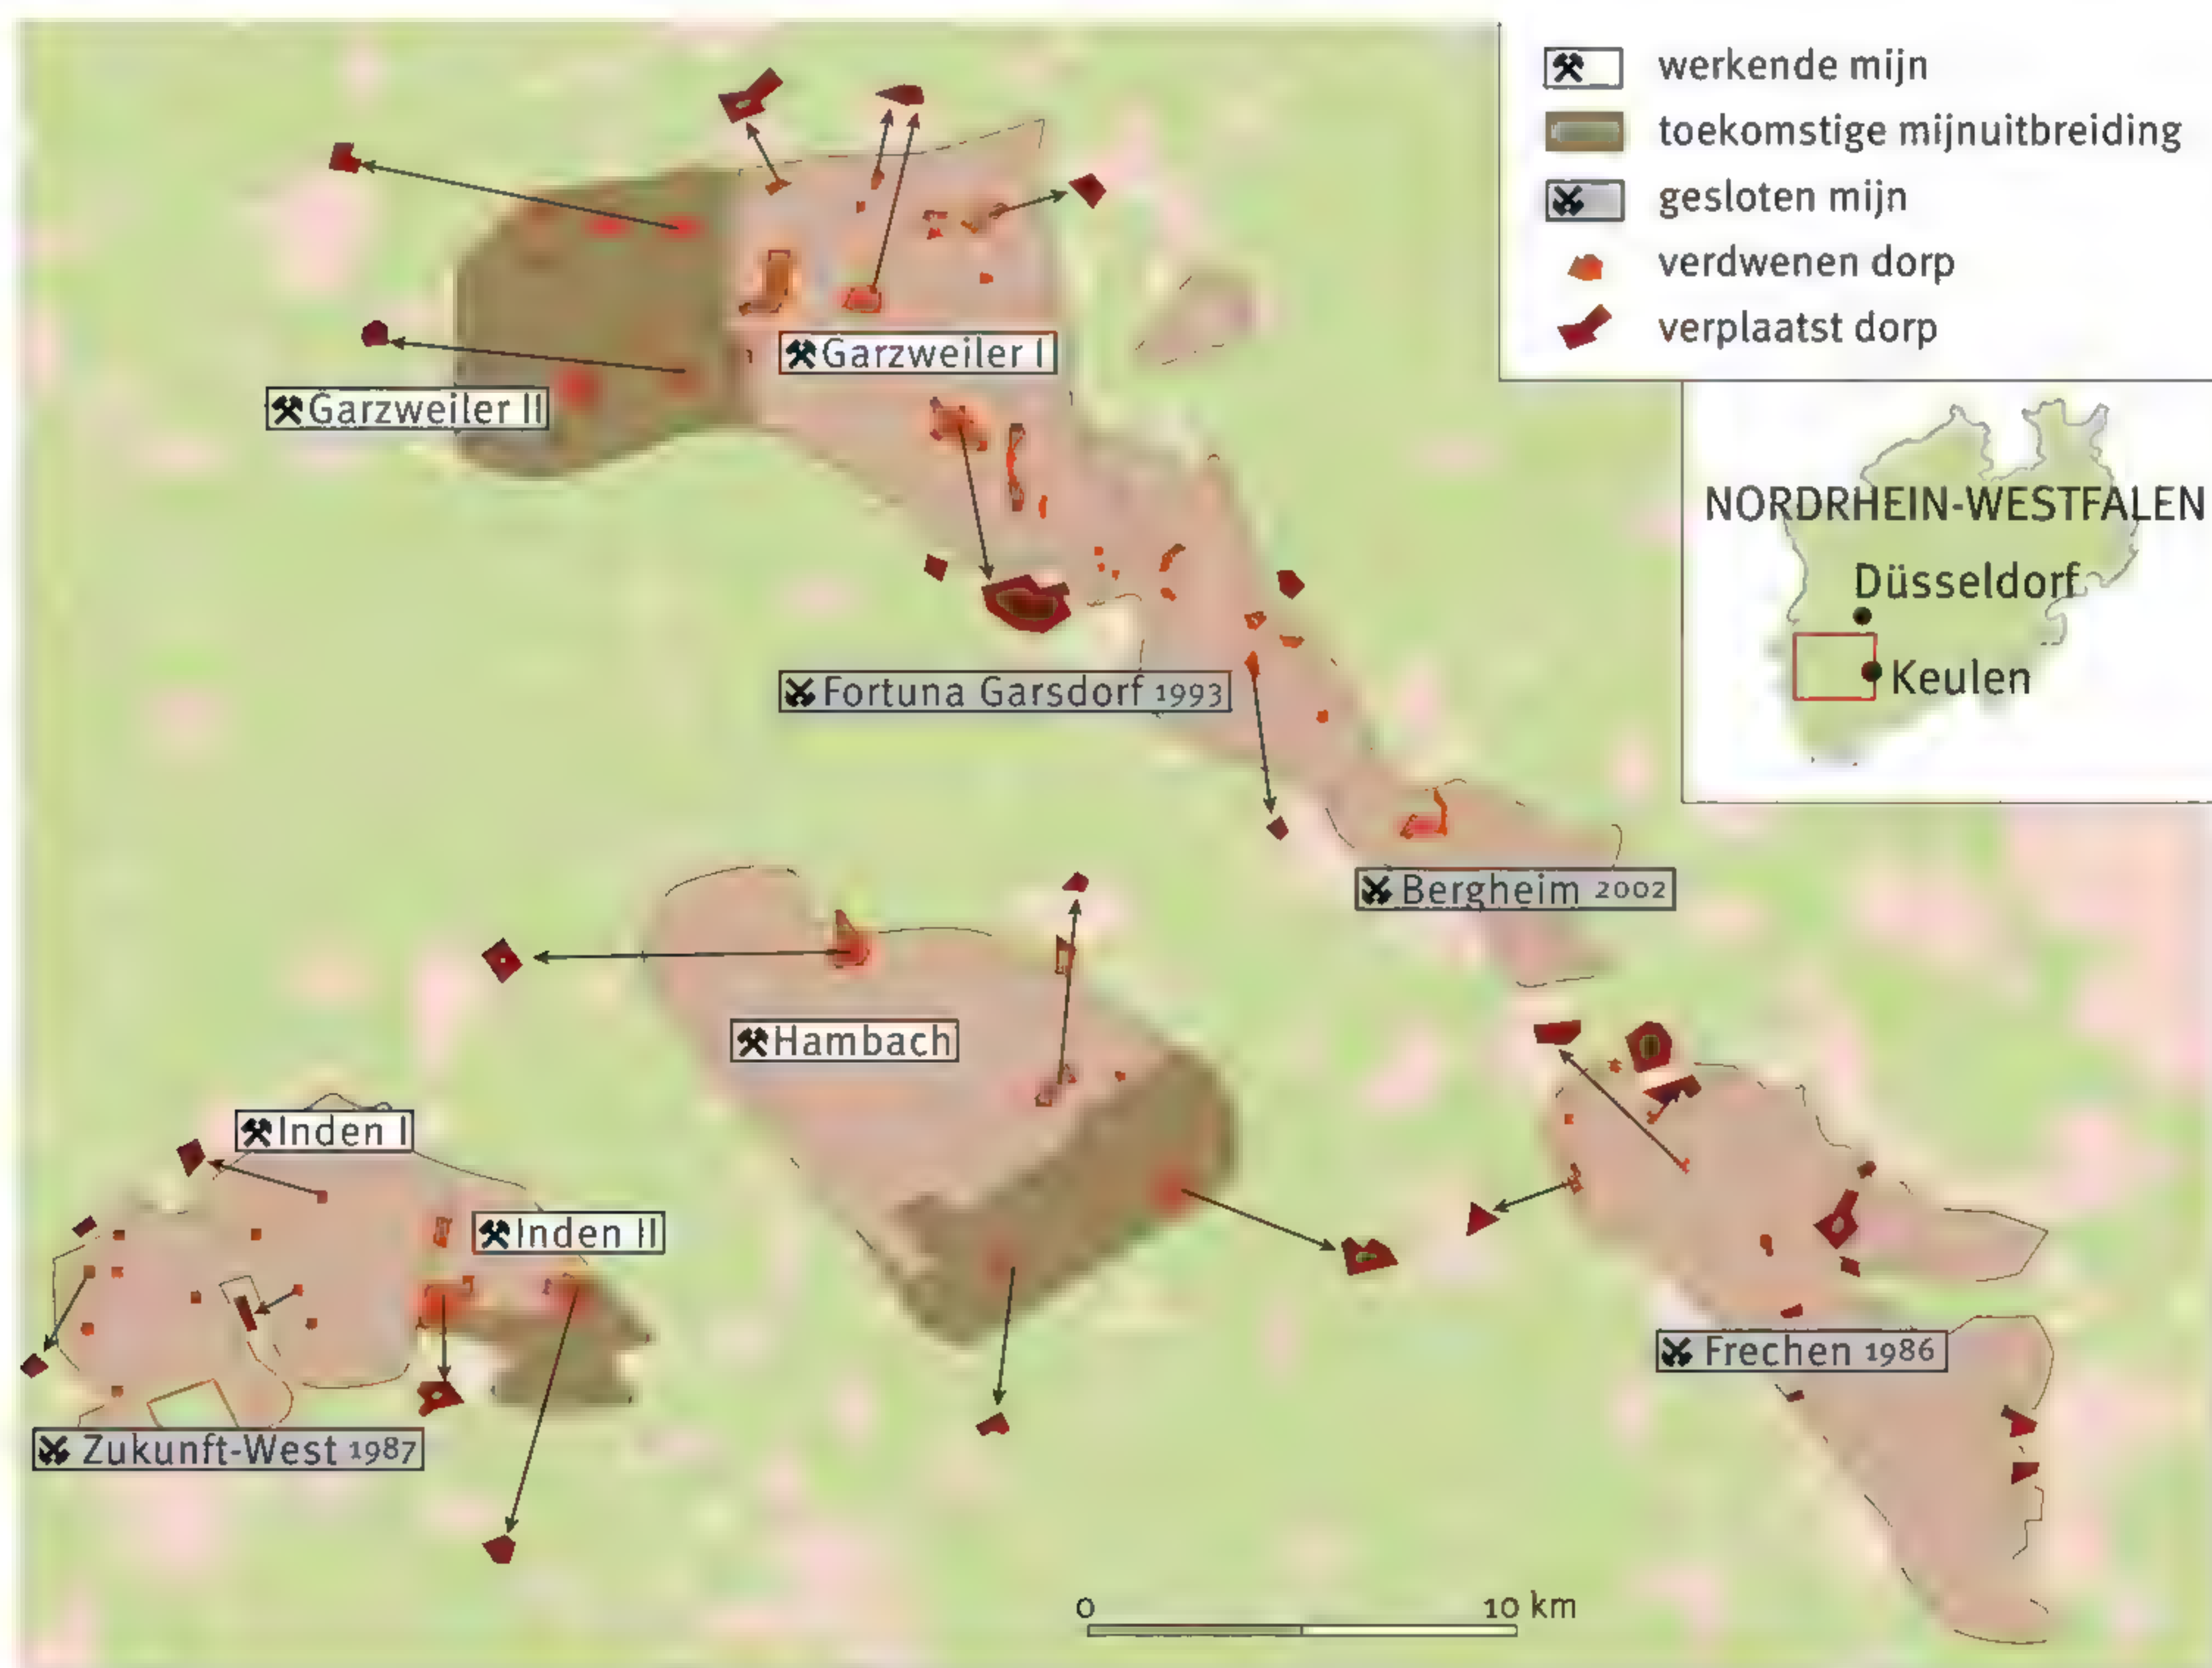 werkende mijn
toekomstige mijnuitbreiding
gesloten mijn
verdwenen dorp
verplaatst dorp
Garzweiler I
Garzweiler II
NORDRHEIN-WESTFALEN
Düsseldorf
Keulen
Fortuna Garsdorf 1993
Bergheim 2002
Hambach
Inden I
Inden II
Frechen 1986
Zukunft-West 1987
0 10 km